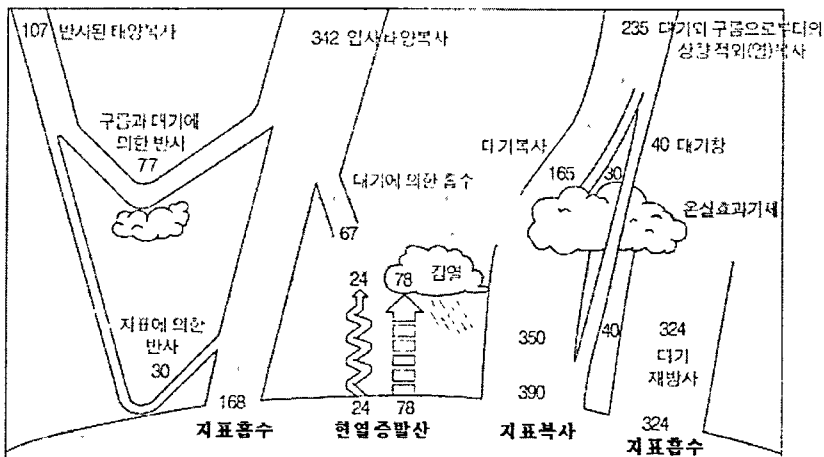 107 반사된 태양복사
342 입사 태양복사
235 대기와 구름으로부터의
상향 적외(열)복사
구름과 대기에
의한 반사
77
대기복사
40 대기창
165
30
대기에 의한 흡수
온실효과기체
67
24
78
잠열
지표에 의한
반사
30
350
40
324
대기
재방사
390
168
24
78
324
지표흡수
현열증발산
지표복사
지표흡수